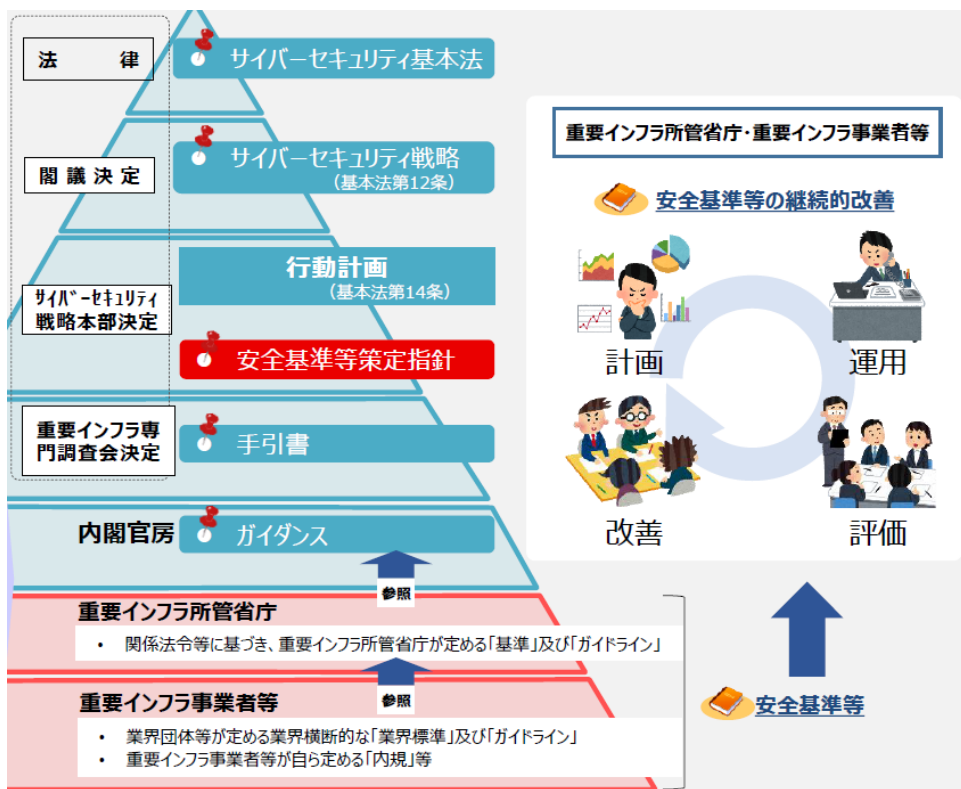 法　　律
サイバーセキュリティ基本法
閣議決定
サイバーセキュリティ戦略
(基本法第12条)
サイバーセキュリティ
戦略本部決定
行動計画
(基本法第14条)
安全基準等策定指針
重要インフラ専
門調査会決定
手引書
内閣官房
ガイダンス
参照
重要インフラ所管省庁
• 関係法令等に基づき、重要インフラ所管省庁が定める「基準」及び「ガイドライン」
参照
重要インフラ事業者等
• 業界団体等が定める業界横断的な「業界標準」及び「ガイドライン」
• 重要インフラ事業者等が自ら定める「内規」等
重要インフラ所管省庁・重要インフラ事業者等
安全基準等の継続的改善
計画
運用
改善
評価
安全基準等